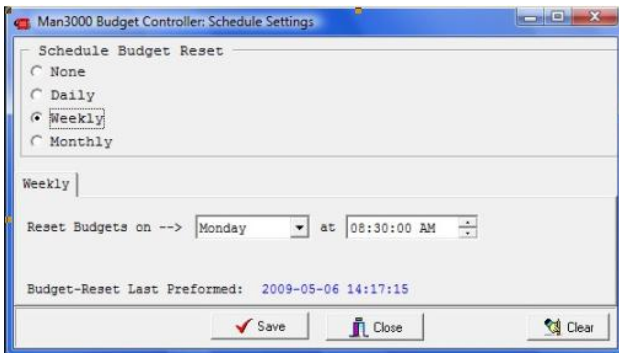 Man3000 Budget Controller: Schedule Settings
Schedule Budget Reset
None
Daily
Weekly
Monthly
Weekly
Reset Budgets on --> Monday at 08:30:00 AM
Budget-Reset Last Preformed: 2009-05-06 14:17:15
Save Close Clear